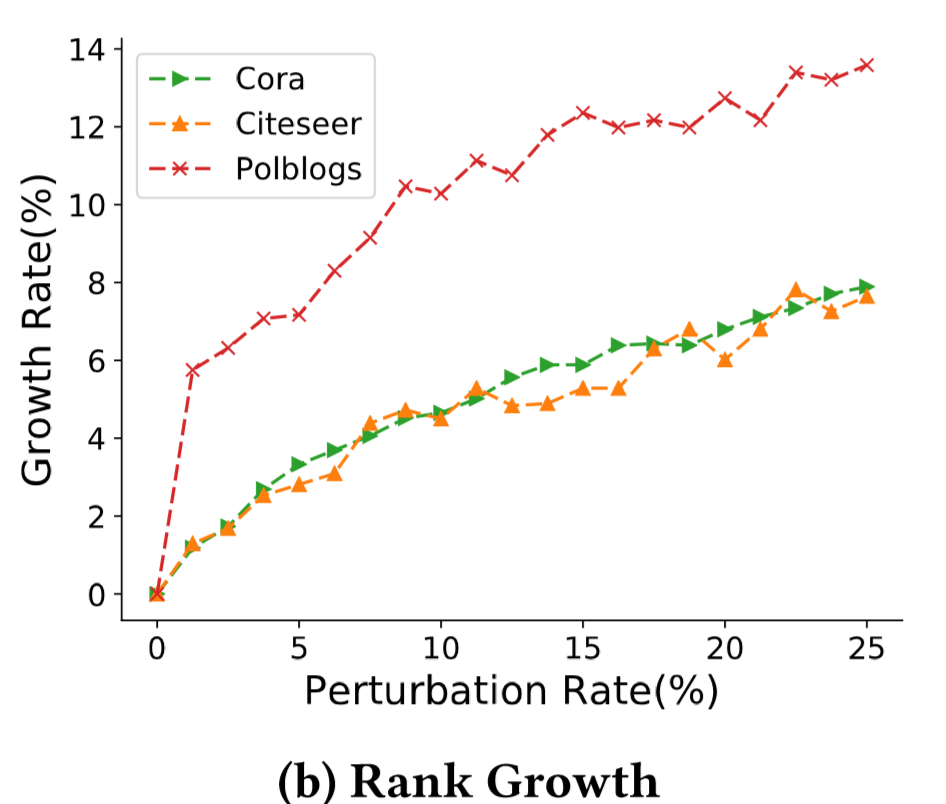 14
12
10
8
6
4
2
0
Growth Rate(%)
Cora
Citeseer
Polblogs
0 5 10 15 20 25
Perturbation Rate(%)
(b) Rank Growth